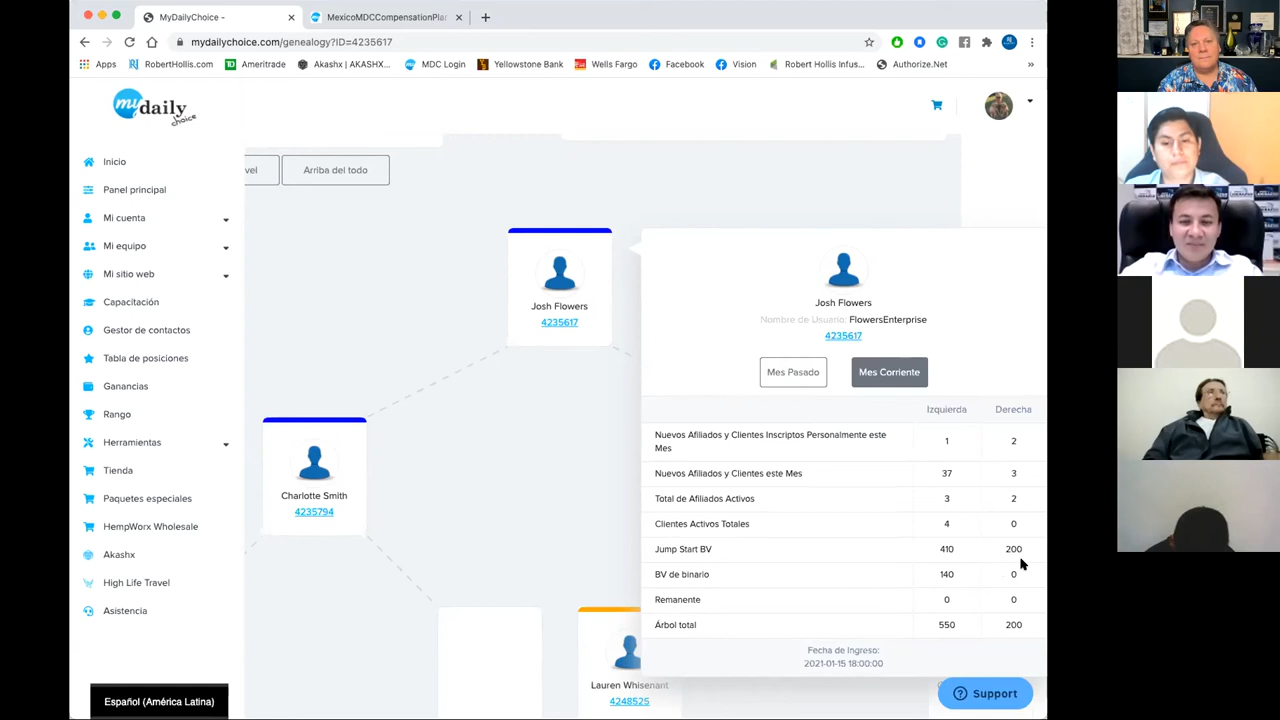 MyDailyChoice -
MexicoMDCCompensationPla
mydailychoice.com/genealogy?ID=4235617
Apps
RobertHollis.com
Ameritrade
Akashx | AKASHX...
MDC Login
Yellowstone Bank
Wells Fargo
Facebook
Vision
Robert Hollis Infus...
Authorize.Net
»
my daily choice
Inicio
Panel principal
Mi cuenta
Mi equipo
Mi sitio web
Capacitación
Gestor de contactos
Tabla de posiciones
Ganancias
Rango
Herramientas
Tienda
Paquetes especiales
HempWorx Wholesale
Akashx
High Life Travel
Asistencia
Español (América Latina)
vel
Arriba del todo
Josh Flowers
4235617
Charlotte Smith
4235794
Lauren Whisenant
4248525
Josh Flowers
Nombre de Usuario: FlowersEnterprise
4235617
Mes Pasado
Mes Corriente
Izquierda Derecha
Nuevos Afiliados y Clientes Inscriptos Personalmente este
Mes 1 2
Nuevos Afiliados y Clientes este Mes 37 3
Total de Afiliados Activos 3 2
Clientes Activos Totales 4 0
Jump Start BV 410 200
BV de binario 140 0
Remanente 0 0
Árbol total 550 200
Fecha de Ingreso:
2021-01-15 18:00:00
Support